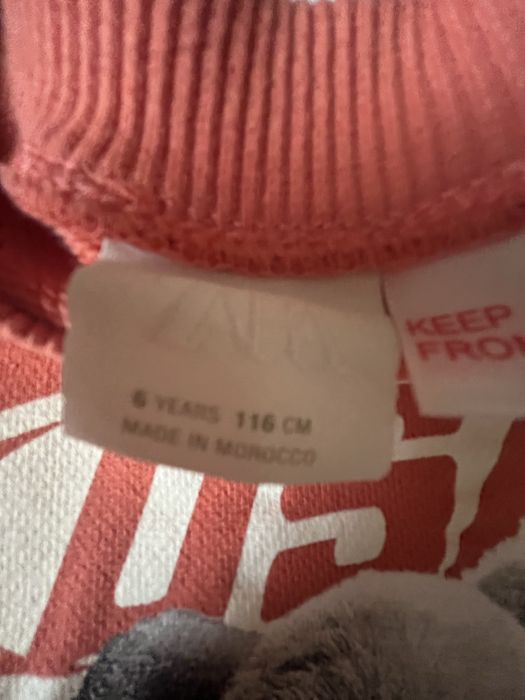 ZARA
6 YEARS 116 CM
MADE IN MOROCCO
KEEP
FROM